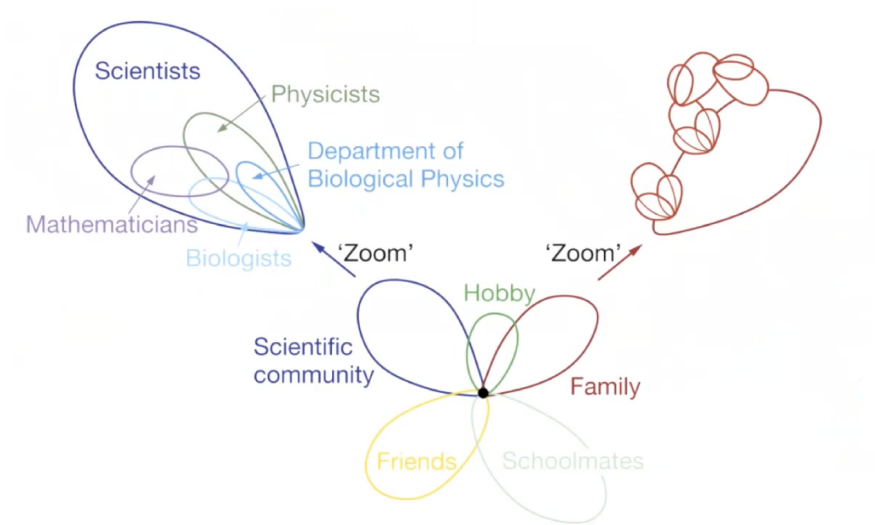 Scientists
Physicists
Department of
Biological Physics
Mathematicians
Biologists
'Zoom'
'Zoom'
Hobby
Scientific
community
Family
Friends
Schoolmates